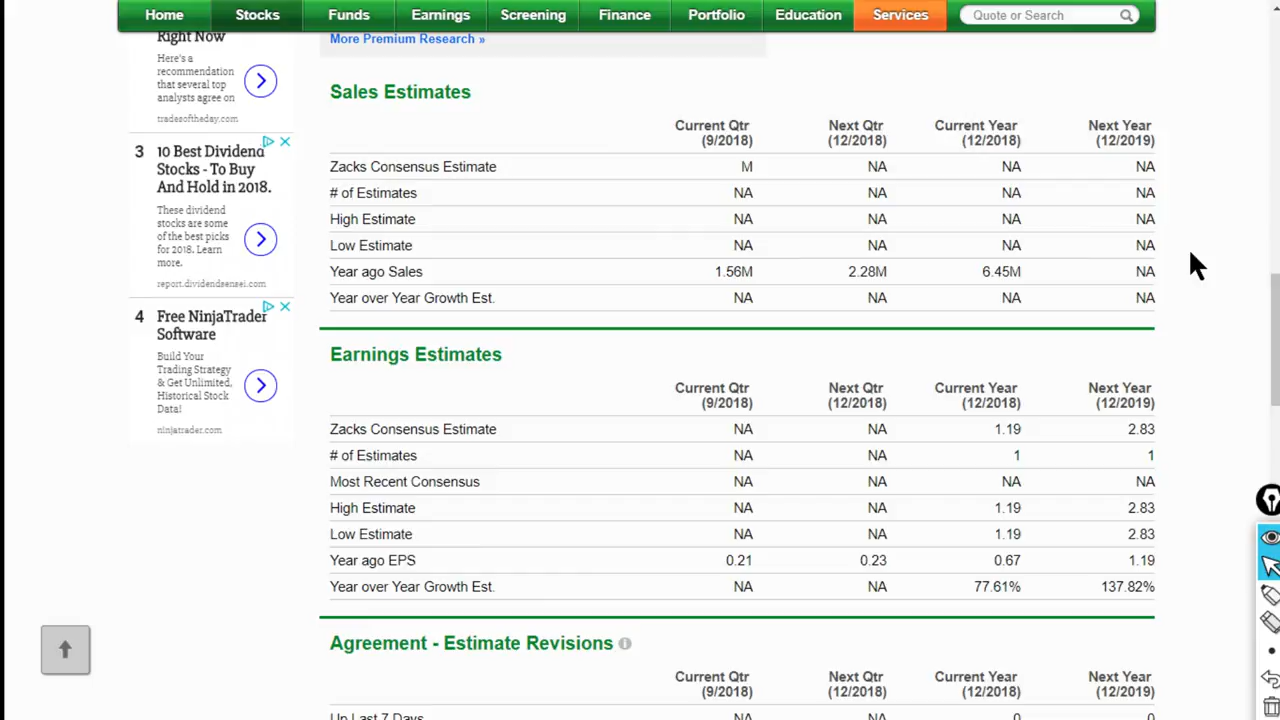 Home Stocks Funds Earnings Screening Finance Portfolio Education Services Quote or Search
Right Now
Here's a
recommendation
that several top
analysts agree on
tradesoftheday.com
3 10 Best Dividend
Stocks - To Buy
And Hold in 2018.
These dividend
stocks are some
of the best picks
for 2018. Learn
more.
report.dividendsensei.com
4 Free NinjaTrader
Software
Build Your
Trading Strategy
& Get Unlimited,
Historical Stock
Data!
ninjatrader.com
More Premium Research »
Sales Estimates
Current Qtr Next Qtr Current Year Next Year
(9/2018) (12/2018) (12/2018) (12/2019)
Zacks Consensus Estimate M NA NA NA
# of Estimates NA NA NA NA
High Estimate NA NA NA NA
Low Estimate NA NA NA NA
Year ago Sales 1.56M 2.28M 6.45M NA
Year over Year Growth Est. NA NA NA NA
Earnings Estimates
Current Qtr Next Qtr Current Year Next Year
(9/2018) (12/2018) (12/2018) (12/2019)
Zacks Consensus Estimate NA NA 1.19 2.83
# of Estimates NA NA 1 1
Most Recent Consensus NA NA NA NA
High Estimate NA NA 1.19 2.83
Low Estimate NA NA 1.19 2.83
Year ago EPS 0.21 0.23 0.67 1.19
Year over Year Growth Est. NA NA 77.61% 137.82%
Agreement - Estimate Revisions
Current Qtr Next Qtr Current Year Next Year
(9/2018) (12/2018) (12/2018) (12/2019)
Up Last 7 Days NA NA 0 0